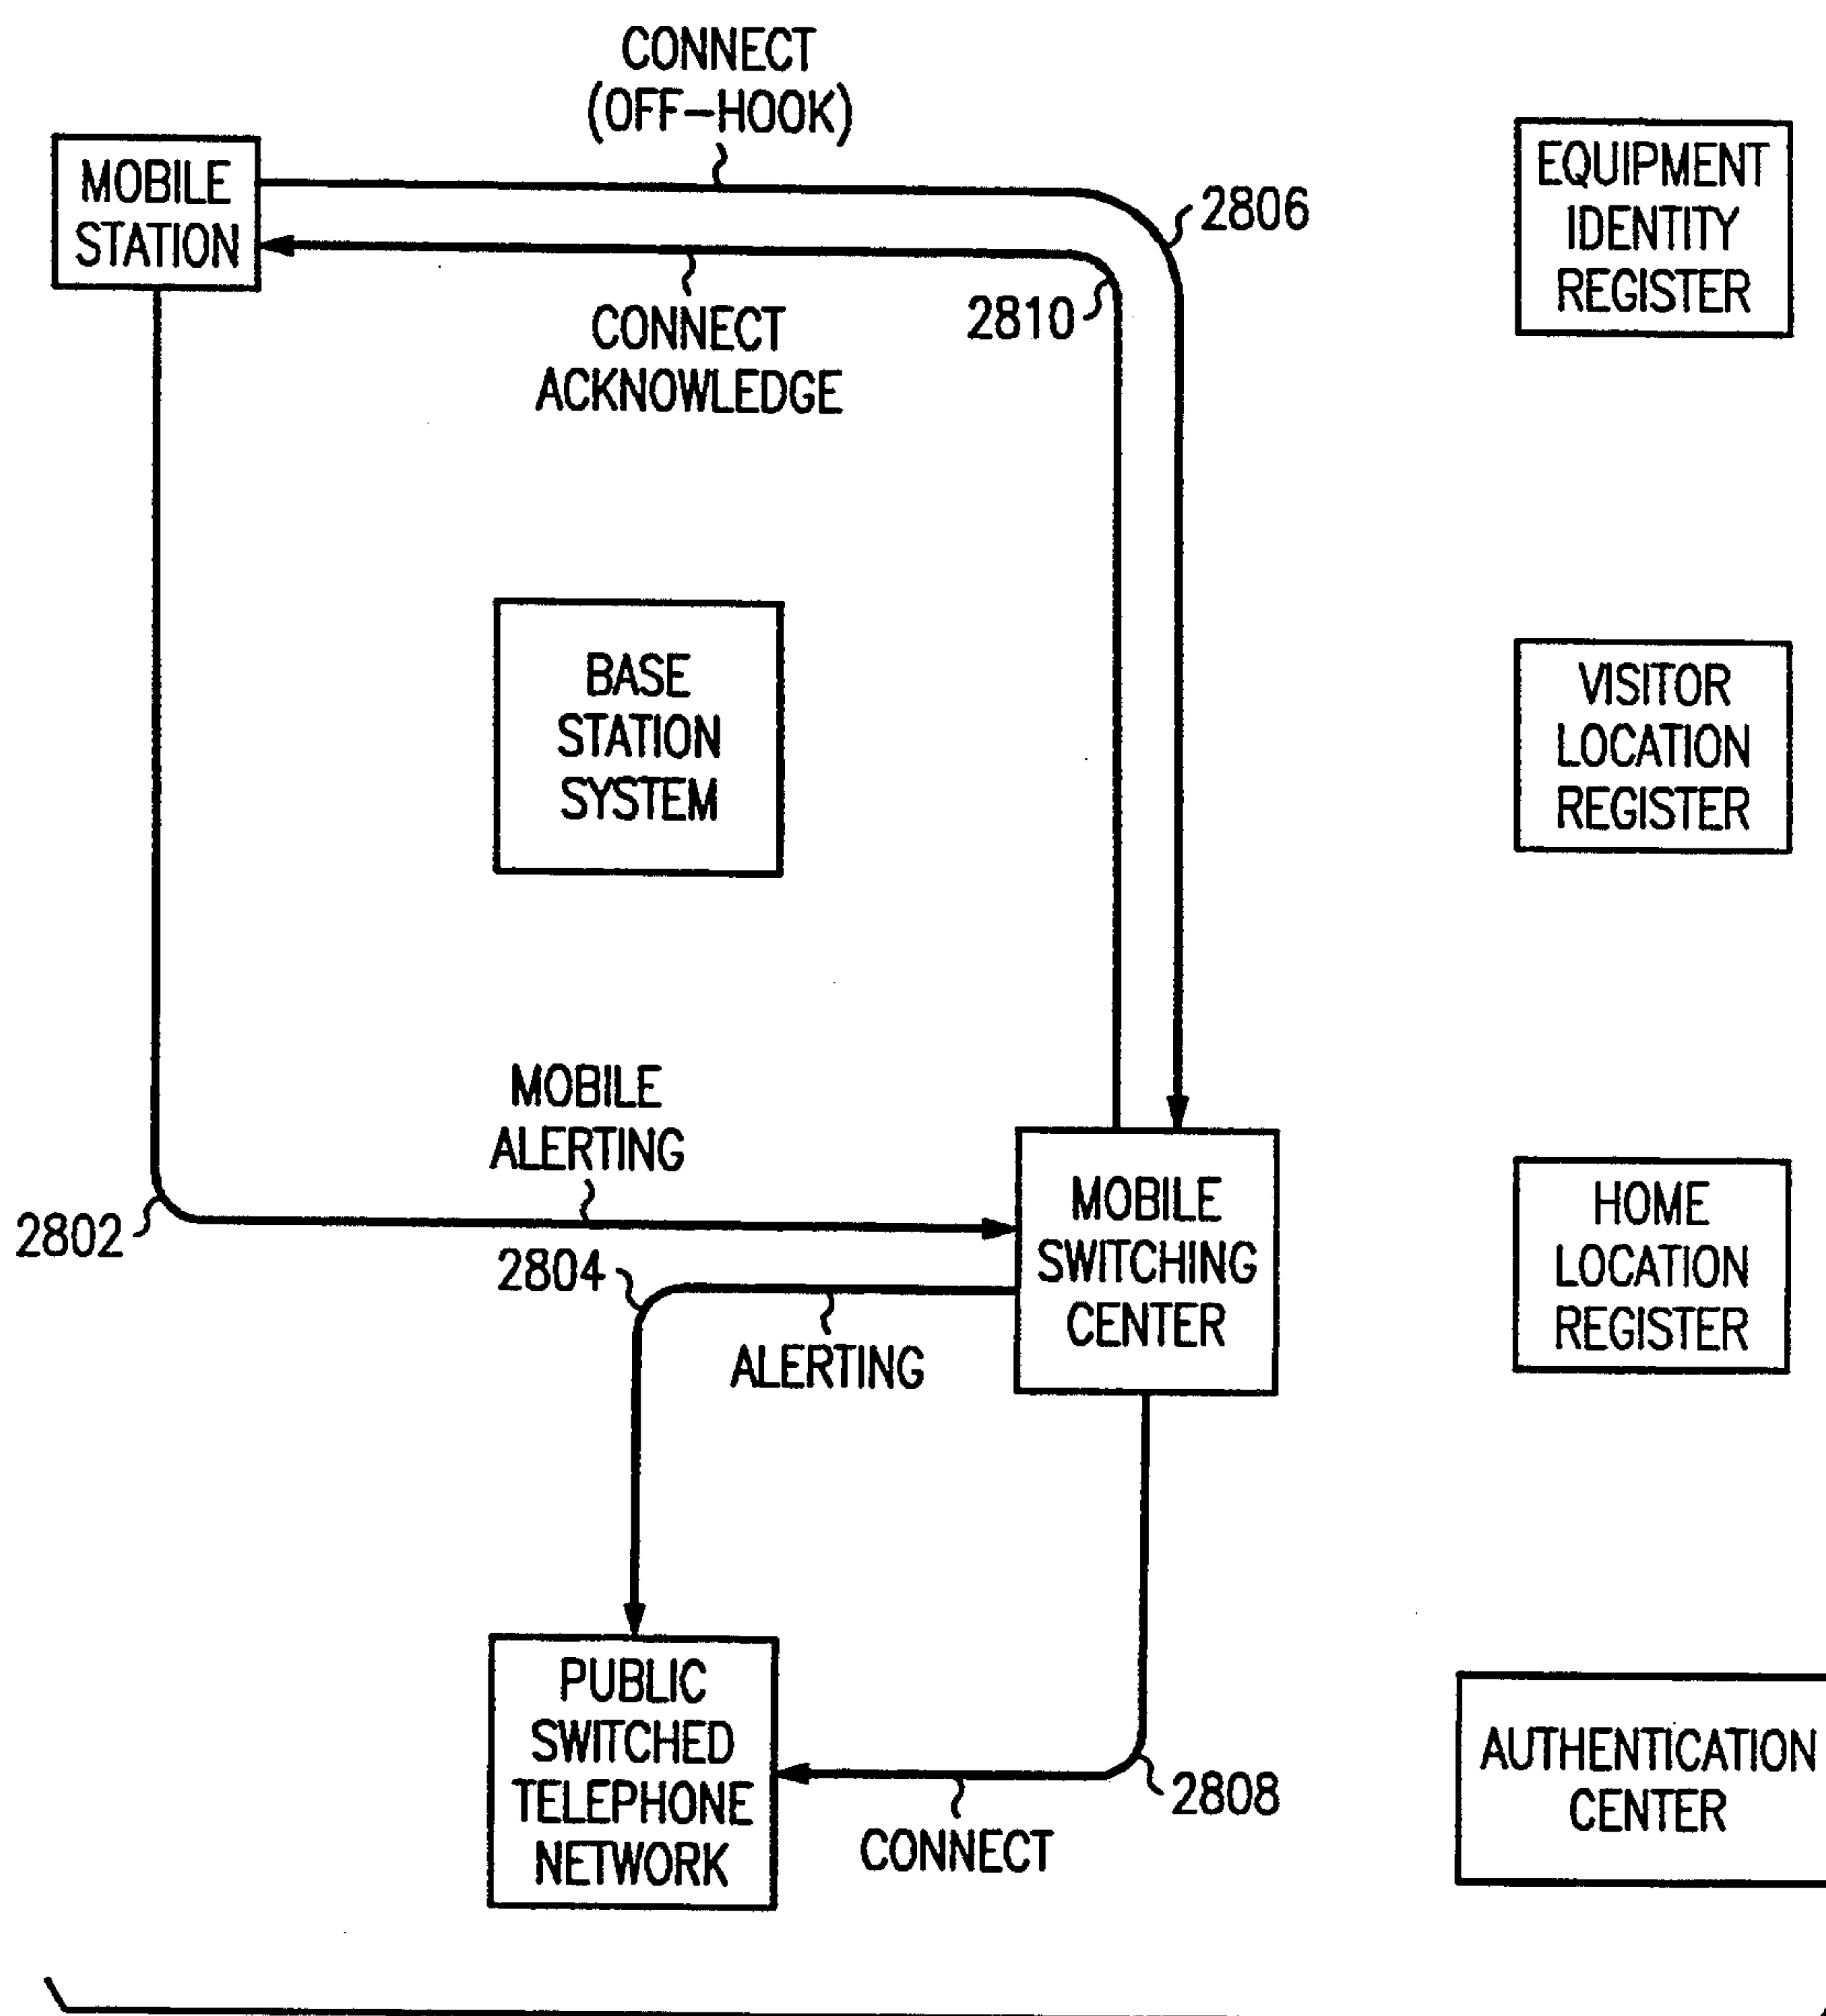 CONNECT
(OFF-HOOK)
MOBILE
STATION
2806
EQUIPMENT
IDENTITY
REGISTER
2810
CONNECT
ACKNOWLEDGE
BASE
STATION
SYSTEM
VISITOR
LOCATION
REGISTER
MOBILE
ALERTING
2802
2804
MOBILE
SWITCHING
CENTER
HOME
LOCATION
REGISTER
ALERTING
PUBLIC
SWITCHED
TELEPHONE
NETWORK
2808
CONNECT
AUTHENTICATION
CENTER